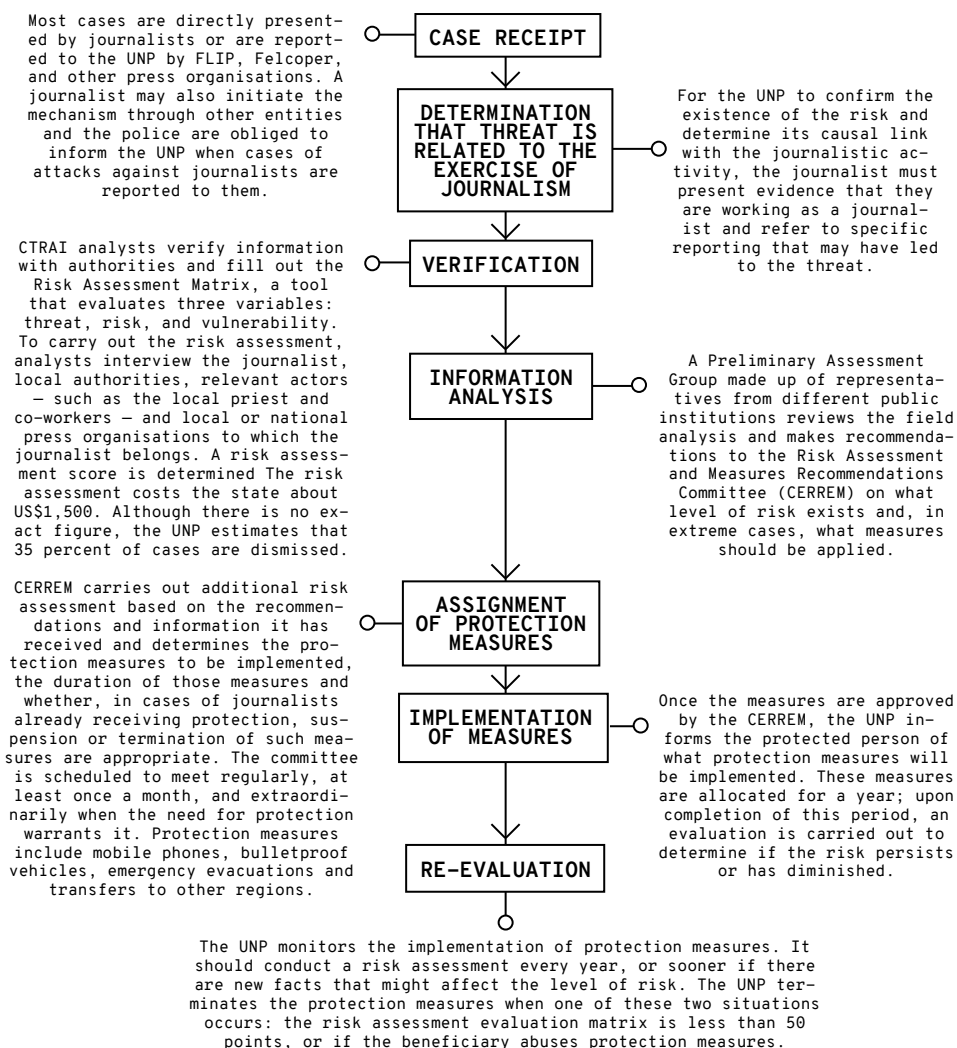 CASE RECEIPT
Most cases are directly present-
ed by journalists or are report-
ed to the UNP by FLIP, Felcoper,
and other press organisations. A
journalist may also initiate the
mechanism through other entities
and the police are obliged to
inform the UNP when cases of
attacks against journalists are
reported to them.
DETERMINATION
THAT THREAT IS
RELATED TO THE
EXERCISE OF
JOURNALISM
For the UNP to confirm the
existence of the risk and
determine its causal link
with the journalistic ac-
tivity, the journalist must
present evidence that they
are working as a journal-
ist and refer to specific
reporting that may have led
to the threat.
VERIFICATION
CTRAI analysts verify information
with authorities and fill out the
Risk Assessment Matrix, a tool
that evaluates three variables:
threat, risk, and vulnerability.
To carry out the risk assessment,
analysts interview the journalist,
local authorities, relevant actors
– such as the local priest and
co-workers – and local or national
press organisations to which the
journalist belongs. A risk assess-
ment score is determined The risk
assessment costs the state about
US$1,500. Although there is no ex-
act figure, the UNP estimates that
35 percent of cases are dismissed.
INFORMATION
ANALYSIS
A Preliminary Assessment
Group made up of representa-
tives from different public
institutions reviews the field
analysis and makes recommenda-
tions to the Risk Assessment
and Measures Recommendations
Committee (CERREM) on what
level of risk exists and, in
extreme cases, what measures
should be applied.
ASSIGNMENT
OF PROTECTION
MEASURES
CERREM carries out additional risk
assessment based on the recommen-
dations and information it has
received and determines the pro-
tection measures to be implemented,
the duration of those measures and
whether, in cases of journalists
already receiving protection, sus-
pension or termination of such mea-
sures are appropriate. The committee
is scheduled to meet regularly, at
least once a month, and extraordi-
narily when the need for protection
warrants it. Protection measures
include mobile phones, bulletproof
vehicles, emergency evacuations and
transfers to other regions.
IMPLEMENTATION
OF MEASURES
Once the measures are approved
by the CERREM, the UNP in-
forms the protected person of
what protection measures will
be implemented. These measures
are allocated for a year; upon
completion of this period, an
evaluation is carried out to
determine if the risk persists
or has diminished.
RE-EVALUATION
The UNP monitors the implementation of protection measures. It
should conduct a risk assessment every year, or sooner if there
are new facts that might affect the level of risk. The UNP ter-
minates the protection measures when one of these two situations
occurs: the risk assessment evaluation matrix is less than 50
points, or if the beneficiary abuses protection measures.